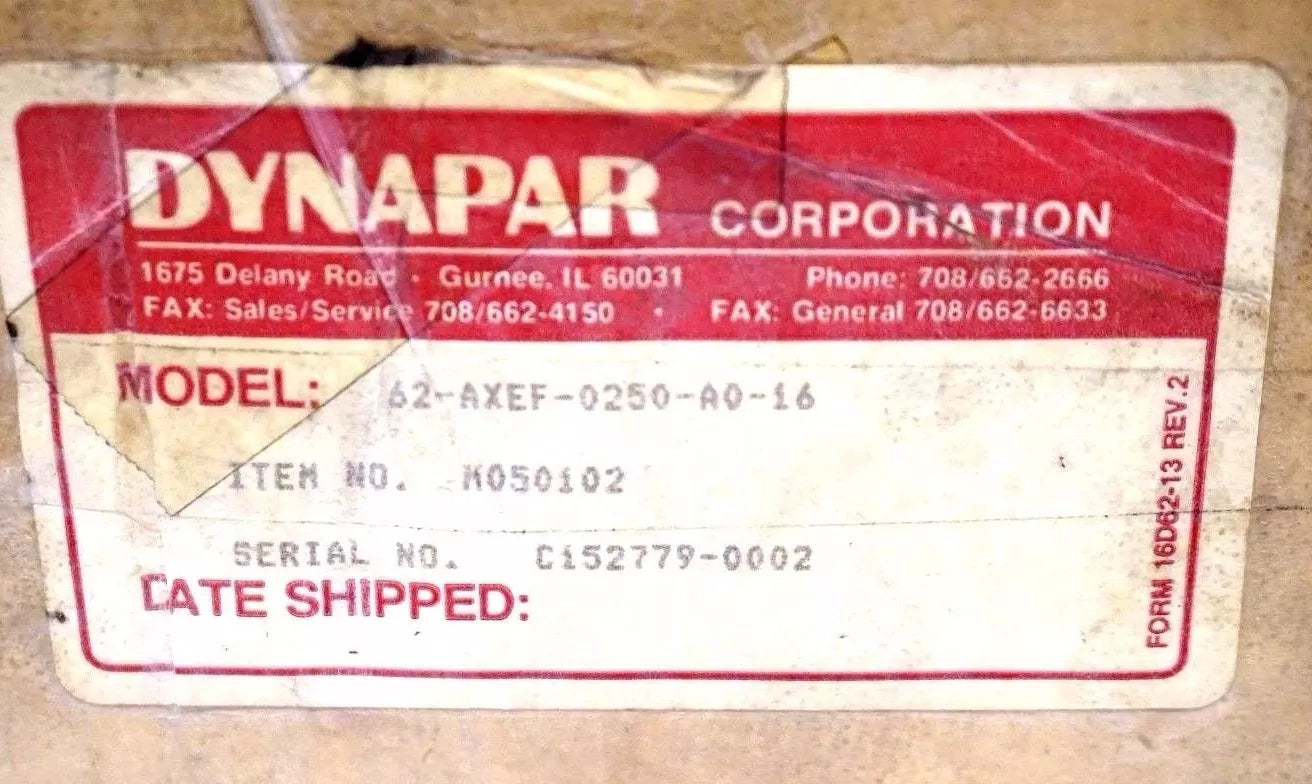 DYNAPAR CORPORATION
1675 Delany Road · Gurnee, IL 60031 Phone: 708/662-2666
FAX: Sales/Service 708/662-4150 · FAX: General 708/662-6633
MODEL: 62-AXEF-0250-A0-16
ITEM NO. M050102
SERIAL NO. C152779-0002
DATE SHIPPED:
FORM 16D62-13 REV.2